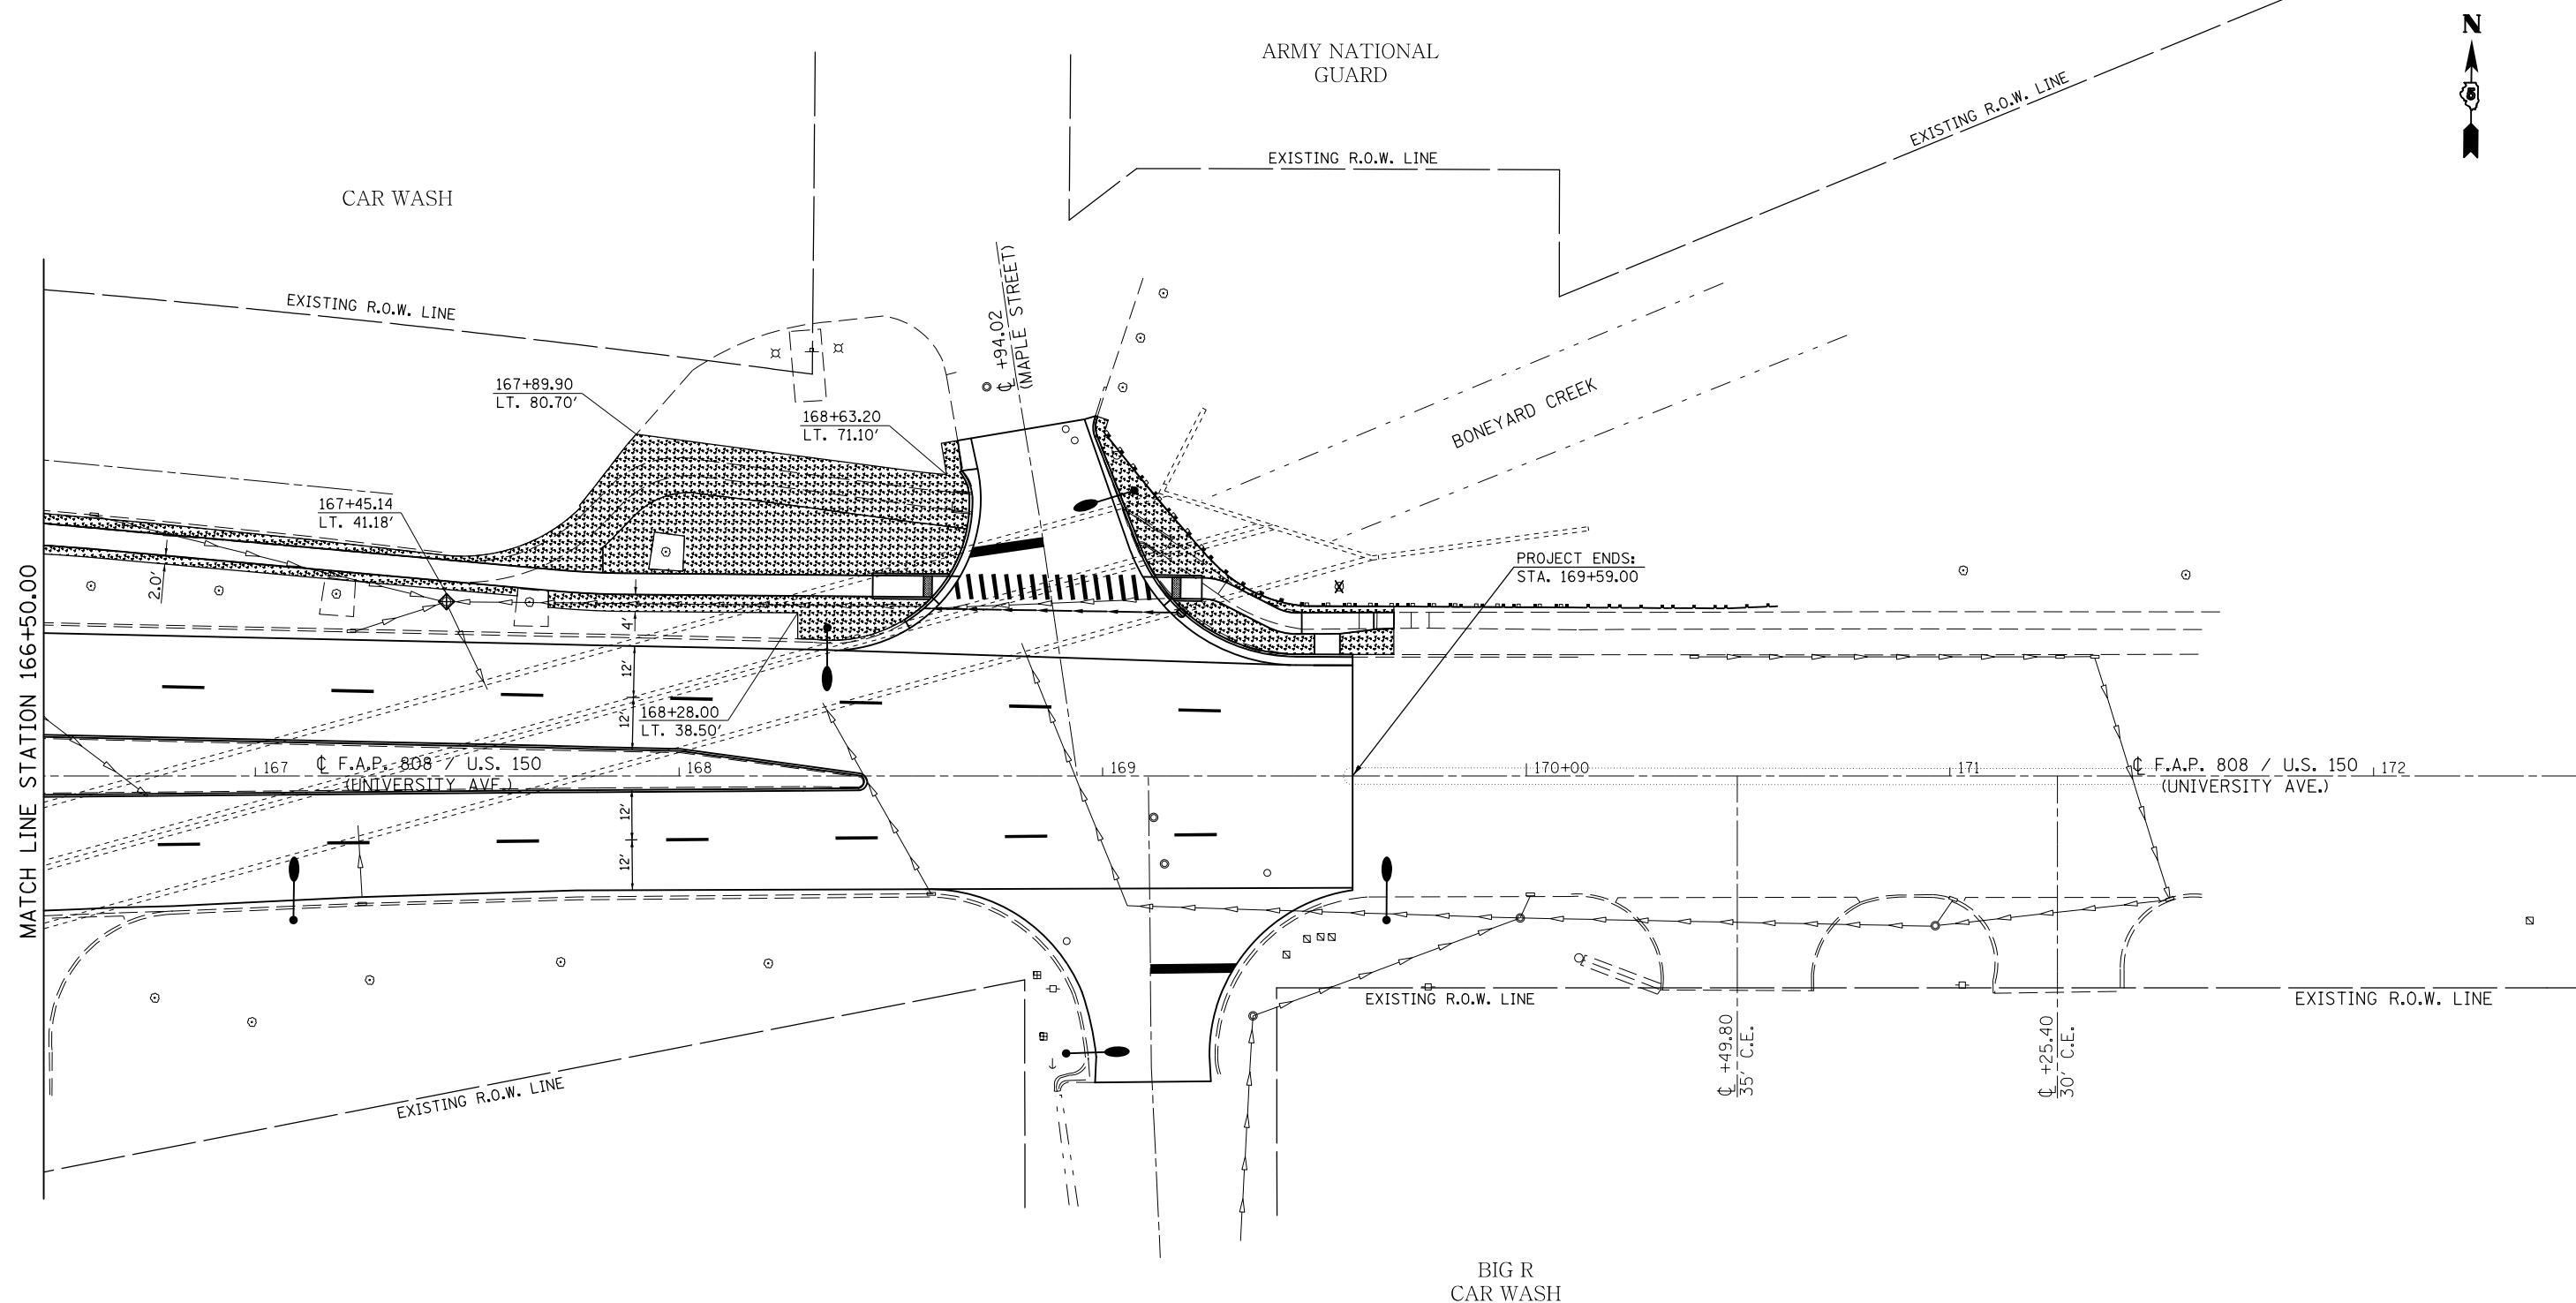 N
5
ARMY NATIONAL
GUARD
EXISTING R.O.W. LINE
EXISTING R.O.W. LINE
CAR WASH
EXISTING R.O.W. LINE
℄ +94.02
(MAPLE STREET)
167+89.90
LT. 80.70'
168+63.20
LT. 71.10'
BONEYARD CREEK
167+45.14
LT. 41.18'
PROJECT ENDS:
STA. 169+59.00
2.0'
4'
12'
12'
168+28.00
LT. 38.50'
MATCH LINE STATION 166+50.00
167
℄ F.A.P. 808 / U.S. 150
(UNIVERSITY AVE.)
168
169
170+00
171
℄ F.A.P. 808 / U.S. 150
(UNIVERSITY AVE.)
172
12'
12'
EXISTING R.O.W. LINE
EXISTING R.O.W. LINE
℄ +49.80
35' C.E.
℄ +25.40
30' C.E.
EXISTING R.O.W. LINE
BIG R
CAR WASH